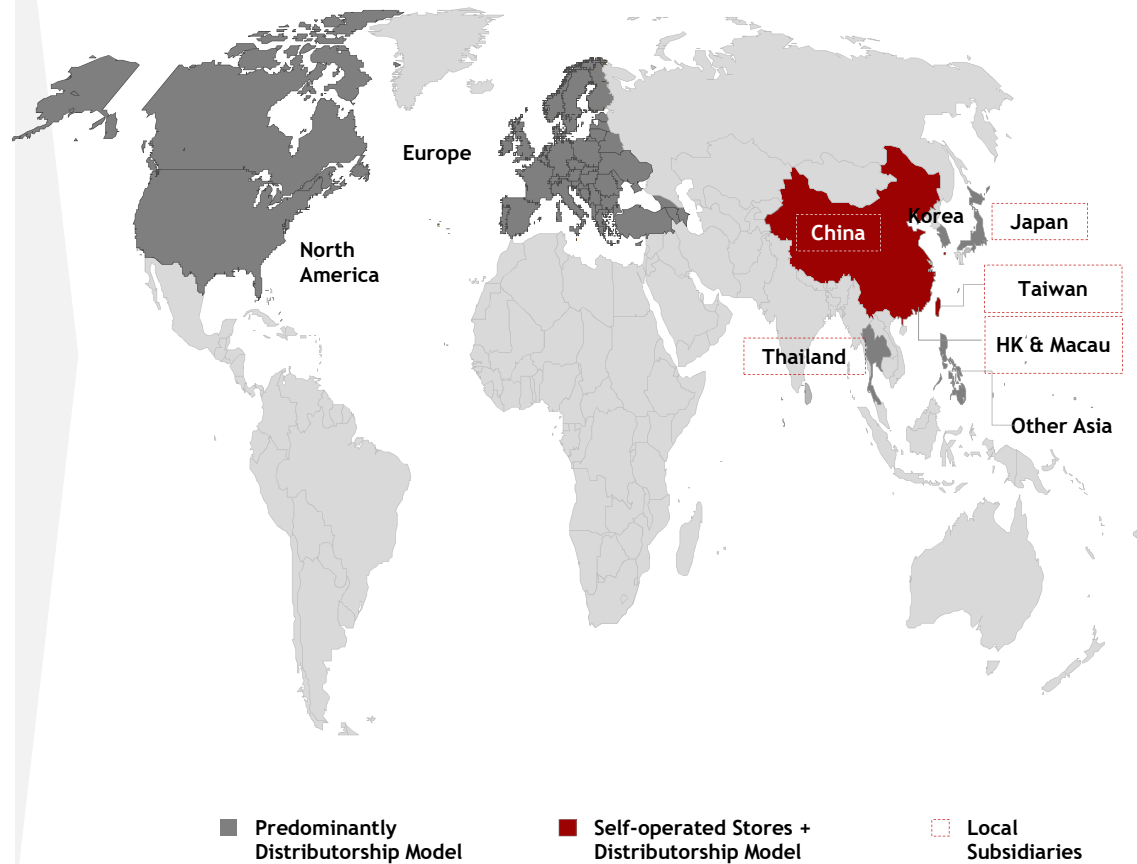 Europe
North
America
China
Korea
Japan
Taiwan
HK & Macau
Thailand
Other Asia
Predominantly
Distributorship Model
Self-operated Stores +
Distributorship Model
Local
Subsidiaries